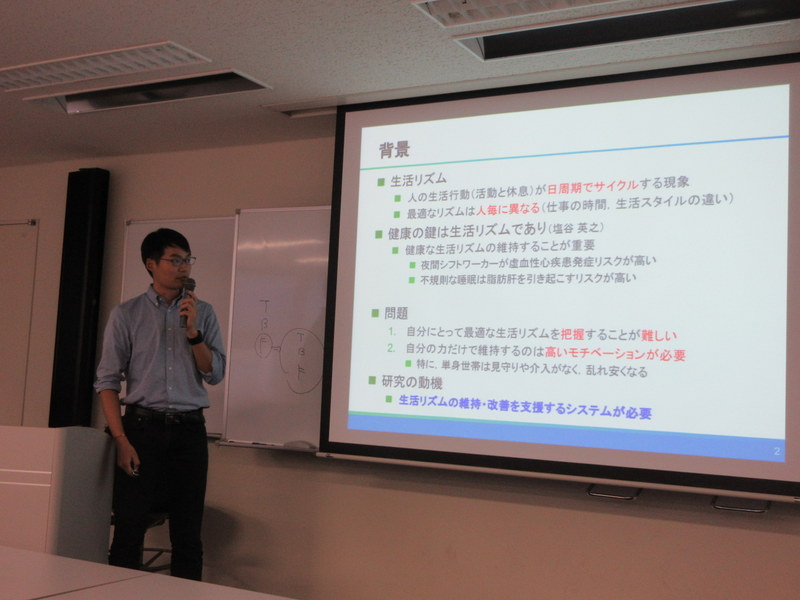 背景
生活リズム
人の生活行動(活動と休息)が日周期でサイクルする現象
最適なリズムは人毎に異なる(仕事の時間, 生活スタイルの違い)
健康の鍵は生活リズムであり(塩谷 英之)
健康な生活リズムの維持することが重要
夜間シフトワーカーが虚血性心疾患発症リスクが高い
不規則な睡眠は脂肪肝を引き起こすリスクが高い
問題
1. 自分にとって最適な生活リズムを把握することが難しい
2. 自分の力だけで維持するのは高いモチベーションが必要
特に, 単身世帯は見守りや介入がなく, 乱れ安くなる
研究の動機
生活リズムの維持・改善を支援するシステムが必要
2
T
B
F
T
B